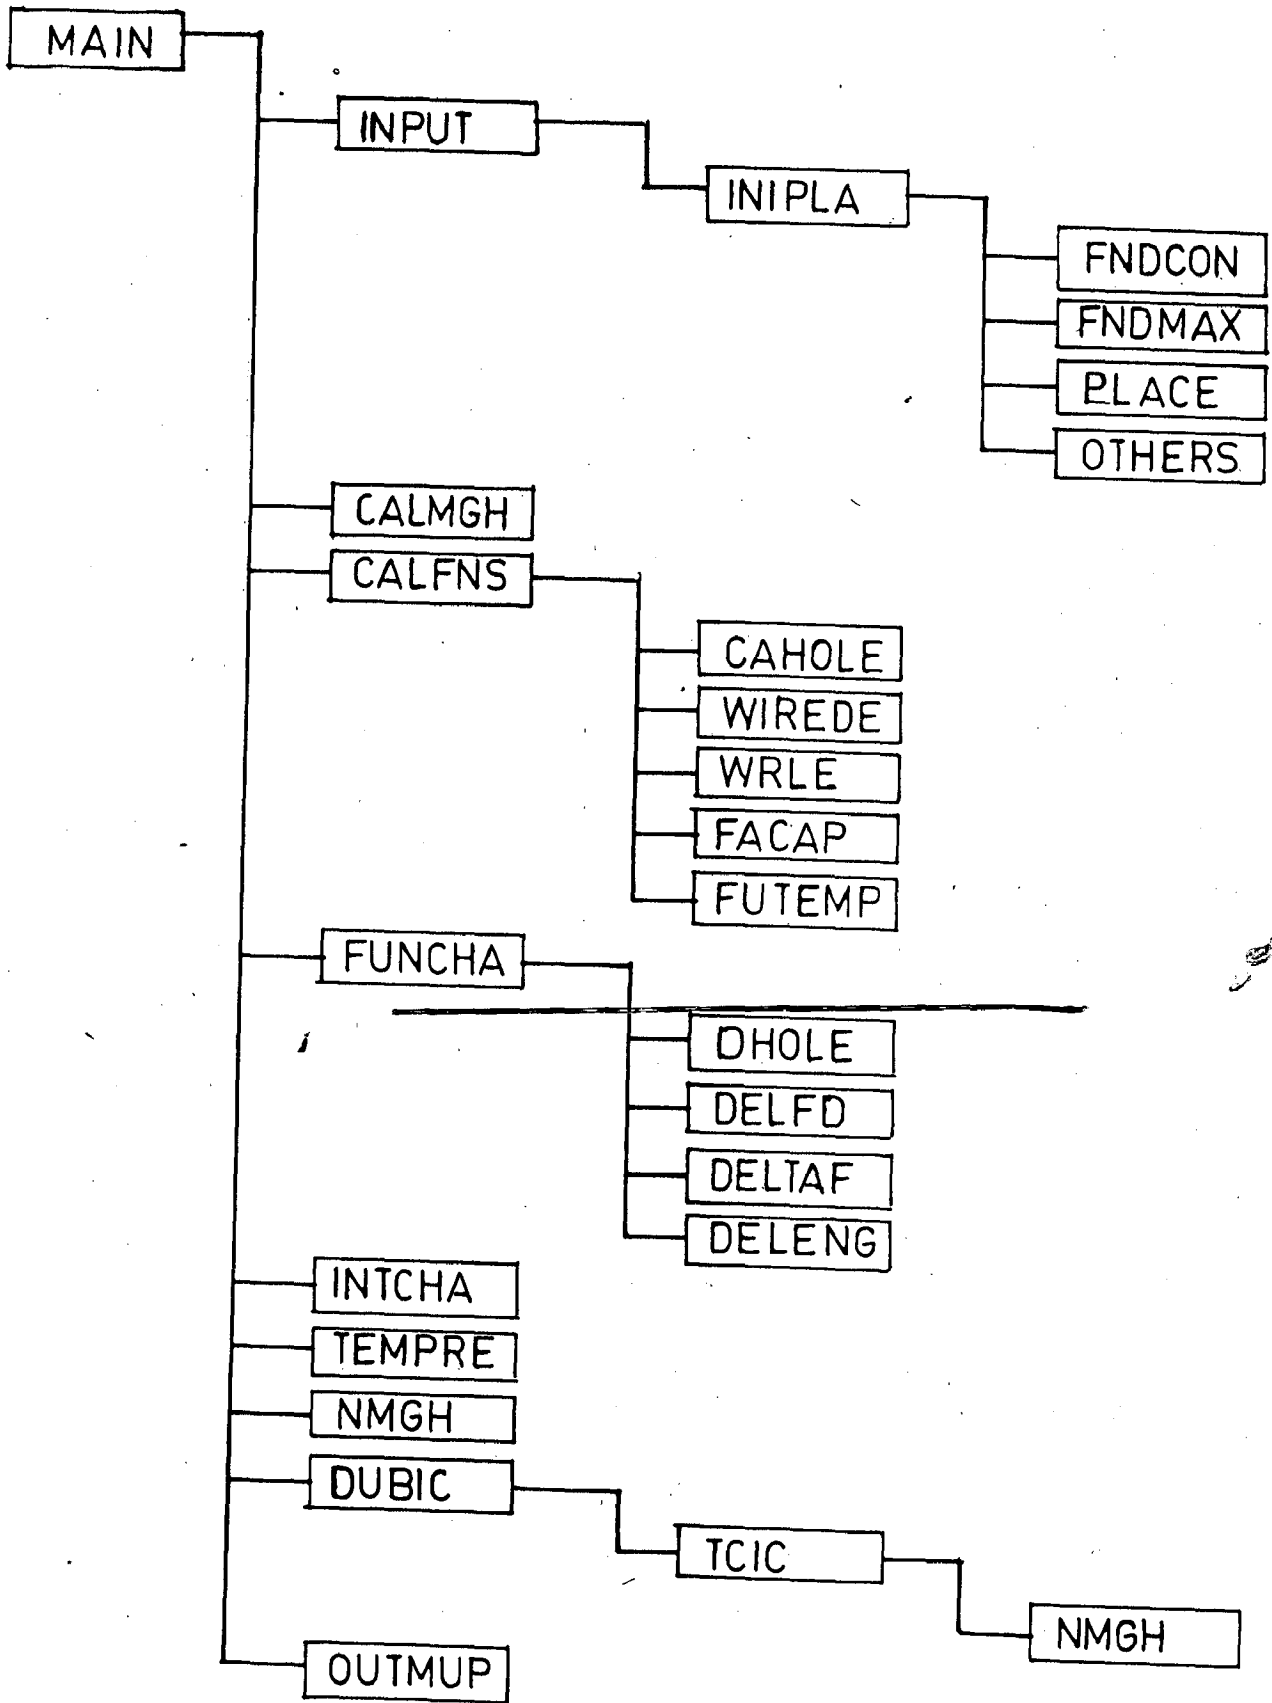 MAIN
INPUT
INIPLA
FNDCON
FNDMAX
PLACE
OTHERS
CALMGH
CALFNS
CAHOLE
WIREDE
WRLE
FACAP
FUTEMP
FUNCHA
DHOLE
DELFD
DELTAF
DELENG
INTCHA
TEMPRE
NMGH
DUBIC
TCIC
NMGH
OUTMUP